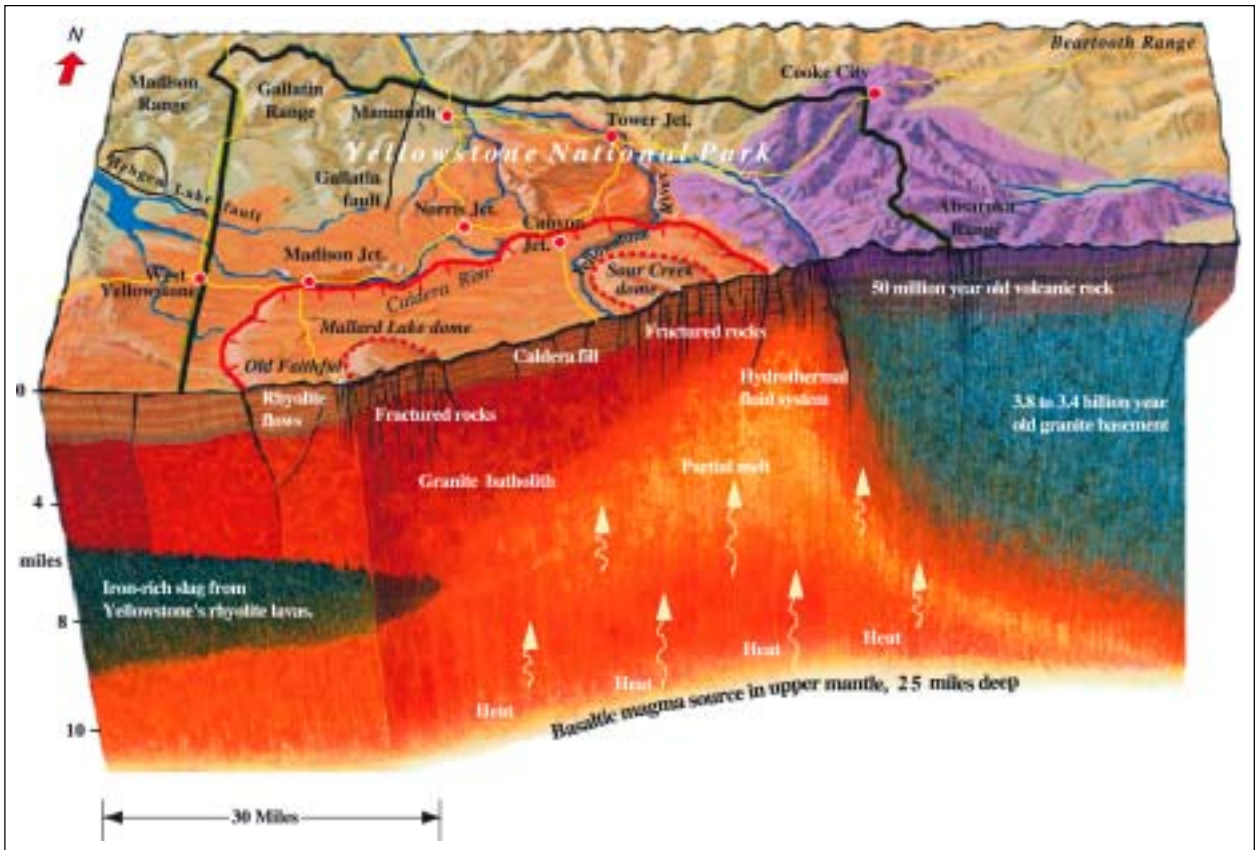 N
Beartooth Range
Madison
Range
Gallatin
Range
Cooke City
Mammoth
Tower Jct.
Yellowstone National Park
Hebgen Lake fault
Gallatin
fault
River
Norris Jct.
Canyon
Jct.
Absaroka
Range
Yellowstone
Madison Jct.
West
Yellowstone
Caldera Rim
Sour Creek
dome
50 million year old volcanic rock
Mallard Lake dome
Fractured rocks
Old Faithful
Caldera fill
0
Rhyolite
flows
Fractured rocks
Hydrothermal
fluid system
3.8 to 3.4 billion year
old granite basement
Partial melt
Granite batholith
4
miles
Iron-rich slag from
Yellowstone's rhyolite lavas.
8
Heat
Heat
Heat
Heat
Basaltic magma source in upper mantle, 25 miles deep
10
30 Miles